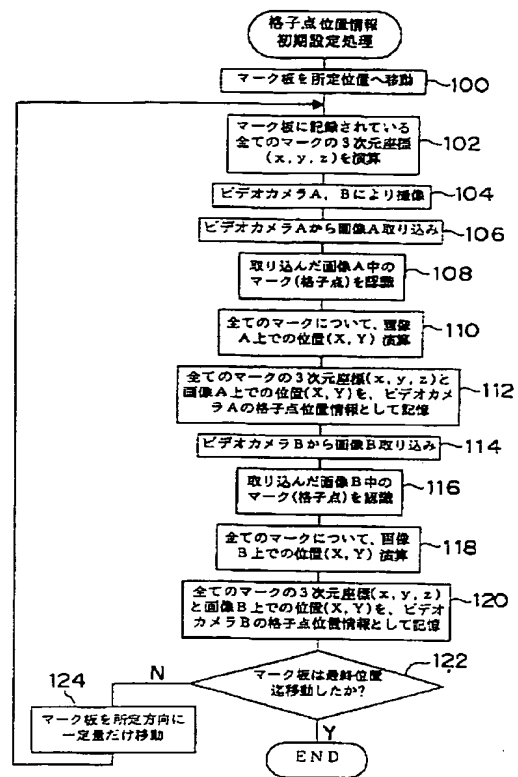 格子点位置情報
初期設定処理
マーク板を所定位置へ移動
100
マーク板に記録されている
全てのマークの3次元座標
(x, y, z)を演算
102
ビデオカメラA, Bにより撮像
104
ビデオカメラAから画像A取り込み
106
取り込んだ画像A中の
マーク(格子点)を認識
108
全てのマークについて、画像
A上での位置(X, Y)演算
110
全てのマークの3次元座標(x, y, z)と
画像A上での位置(X, Y)を、ビデオカメ
ラAの格子点位置情報として記憶
112
ビデオカメラBから画像B取り込み
114
取り込んだ画像B中の
マーク(格子点)を認識
116
全てのマークについて、画像
B上での位置(X, Y)演算
118
全てのマークの3次元座標(x, y, z)
と画像B上での位置(X, Y)を、ビデオ
カメラBの格子点位置情報として記憶
120
マーク板は最終位置
迄移動したか?
122
N
124
マーク板を所定方向に
一定量だけ移動
Y
END